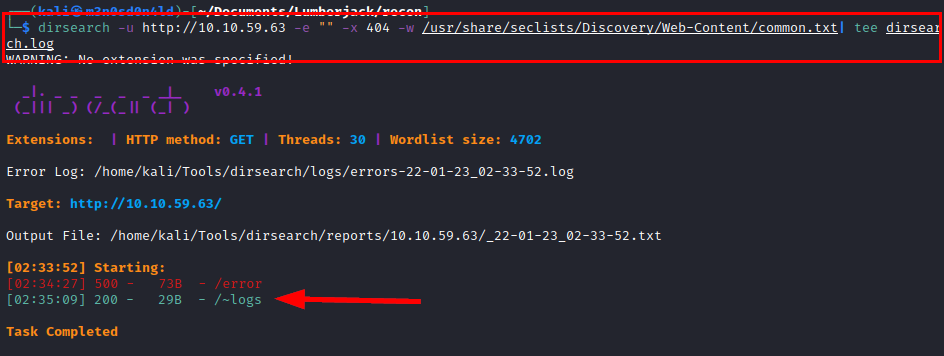 (kali㉿m3n0sd0n4ld)-[~/Documents/Lumberjack/recon]
$ dirsearch -u http://10.10.59.63 -e "" -x 404 -w /usr/share/seclists/Discovery/Web-Content/common.txt| tee dirsear
ch.log
WARNING: No extension was specified!
v0.4.1
Extensions: | HTTP method: GET | Threads: 30 | Wordlist size: 4702
Error Log: /home/kali/Tools/dirsearch/logs/errors-22-01-23_02-33-52.log
Target: http://10.10.59.63/
Output File: /home/kali/Tools/dirsearch/reports/10.10.59.63/_22-01-23_02-33-52.txt
[02:33:52] Starting:
[02:34:27] 500 - 73B - /error
[02:35:09] 200 - 29B - /~logs
Task Completed